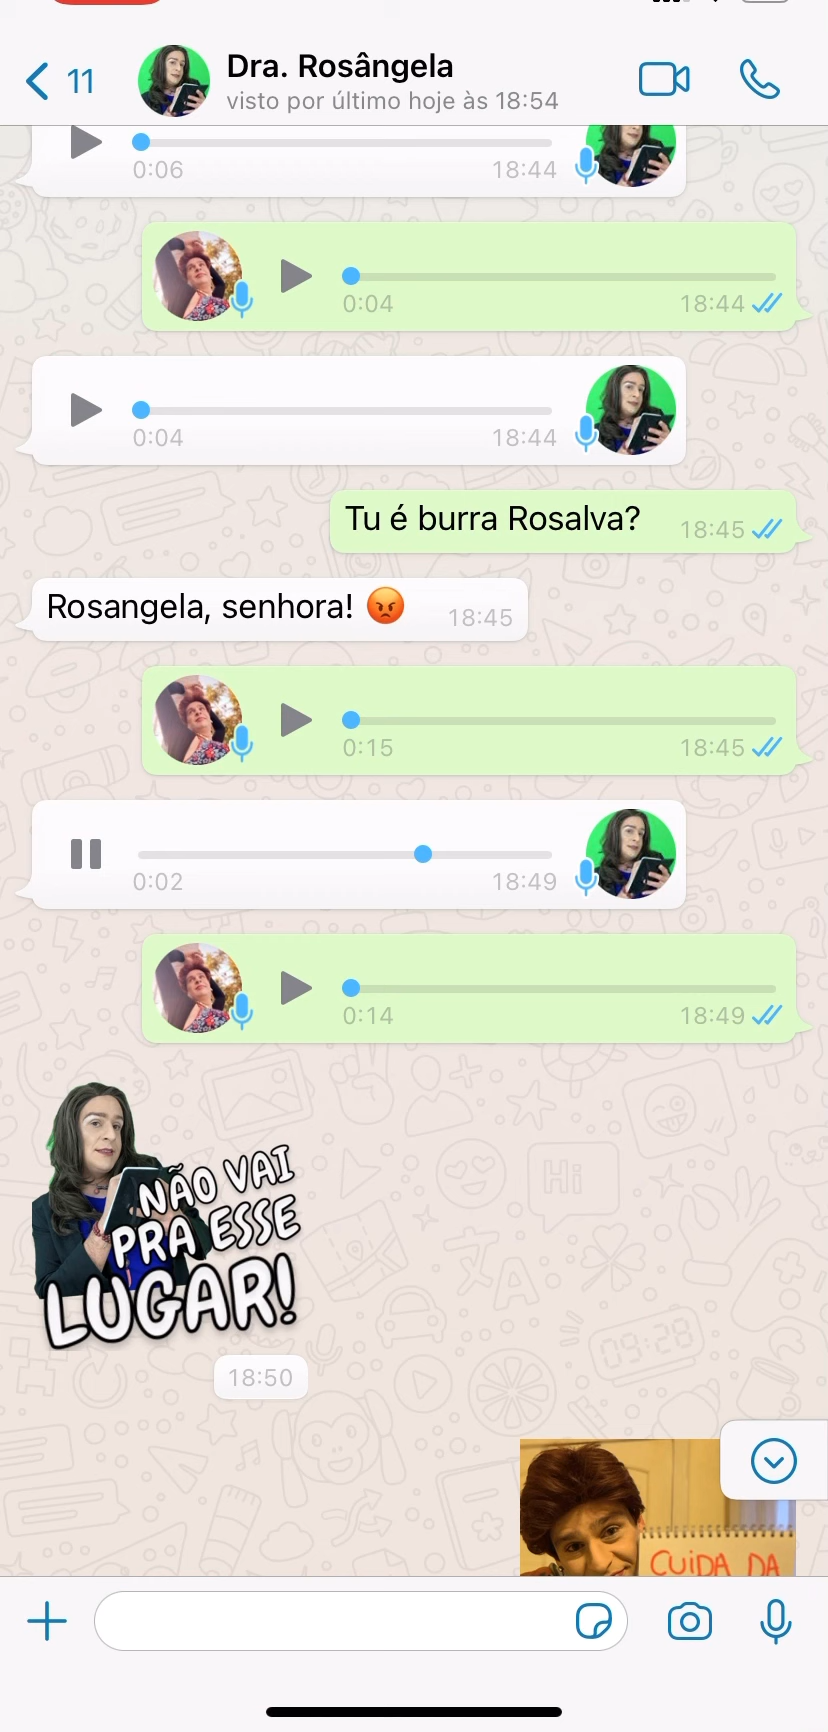 11
Dra. Rosângela
visto por último hoje às 18:54
0:06 18:44
0:04 18:44
0:04 18:44
Tu é burra Rosalva? 18:45
Rosangela, senhora! 😡 18:45
0:15 18:45
0:02 18:49
0:14 18:49
NÃO VAI
PRA ESSE
LUGAR!
18:50
CUIDA DA